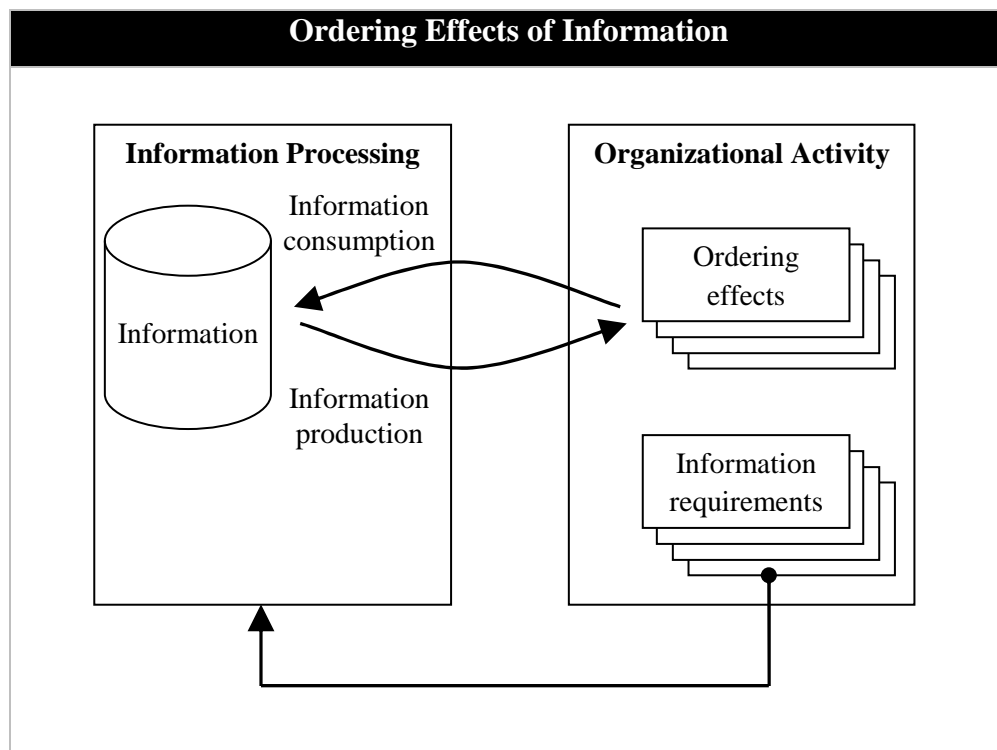 Ordering Effects of Information
Information Processing
Information
consumption
Information
Information
production
Organizational Activity
Ordering
effects
Information
requirements